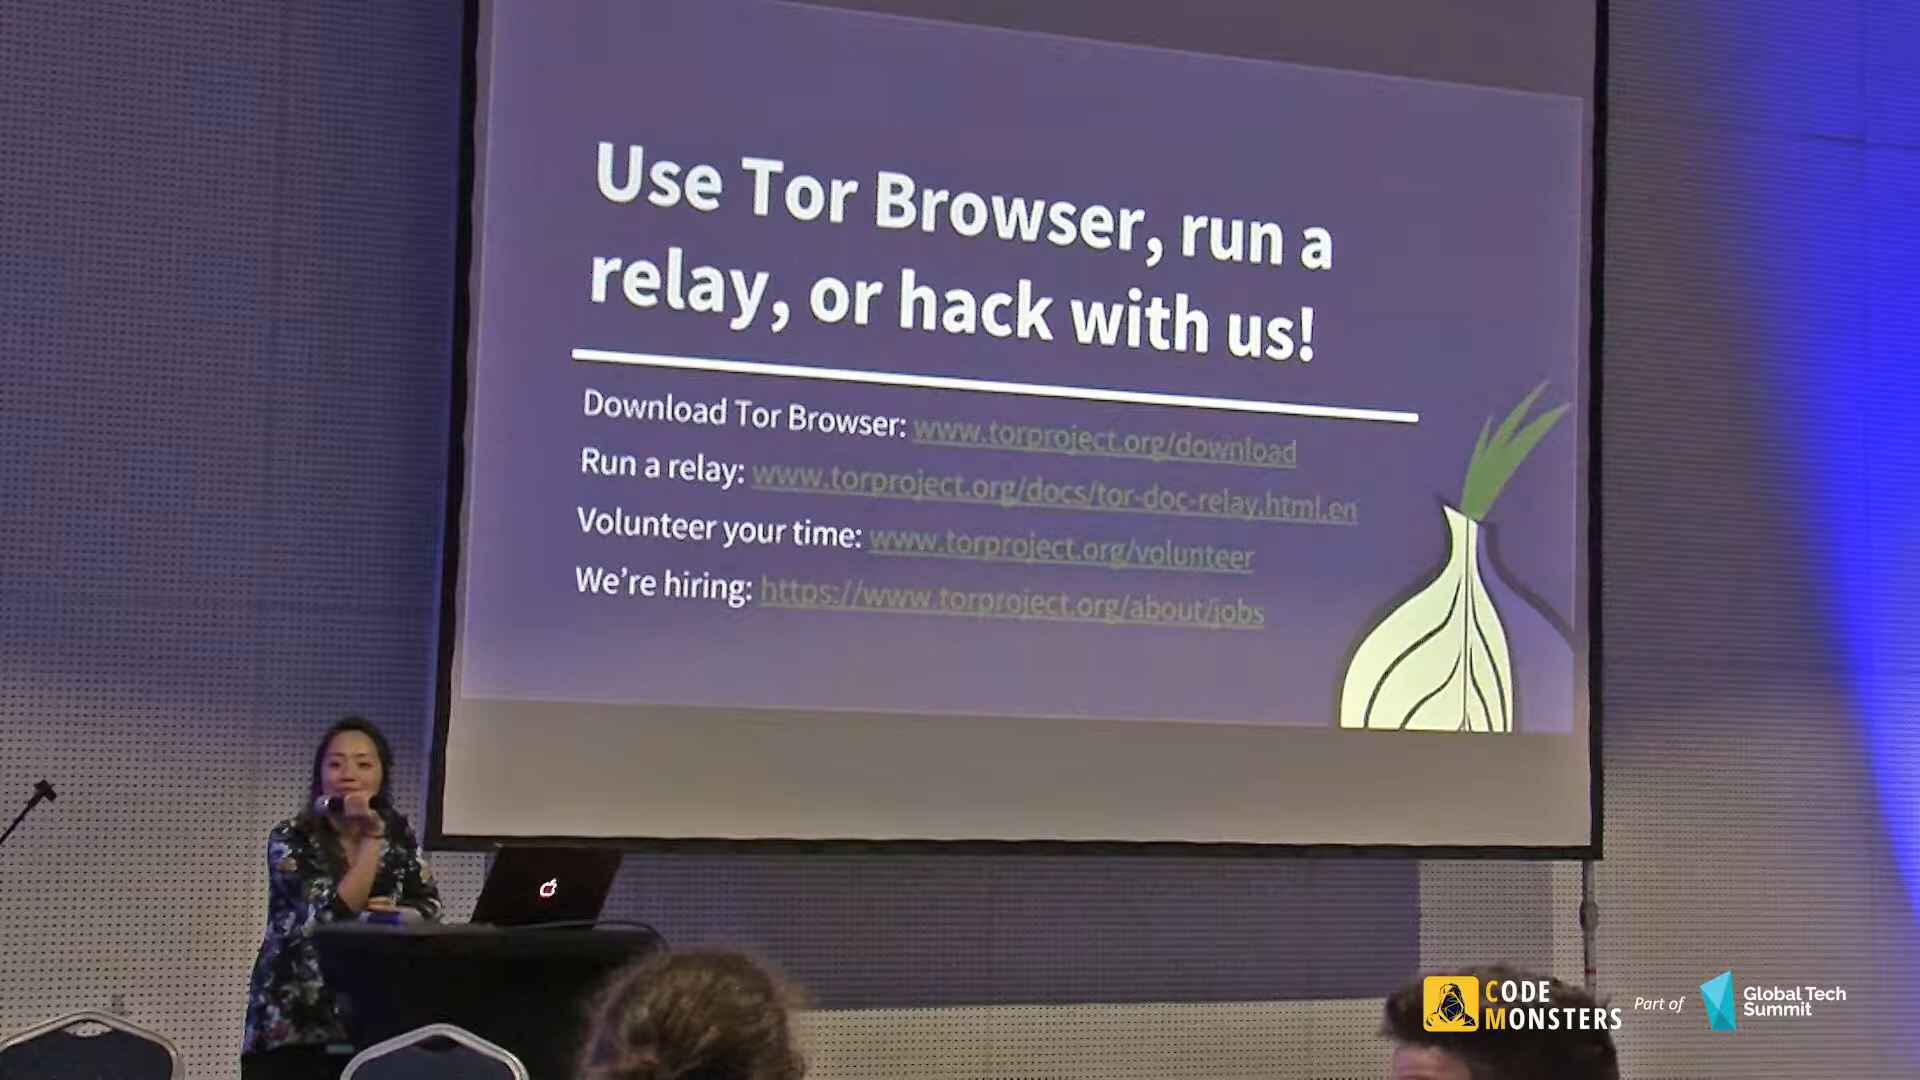 Use Tor Browser, run a
relay, or hack with us!
Download Tor Browser: www.torproject.org/download
Run a relay: www.torproject.org/docs/tor-doc-relay.html.en
Volunteer your time: www.torproject.org/volunteer
We're hiring: https://www.torproject.org/about/jobs
CODE
MONSTERS
Part of
Global Tech
Summit